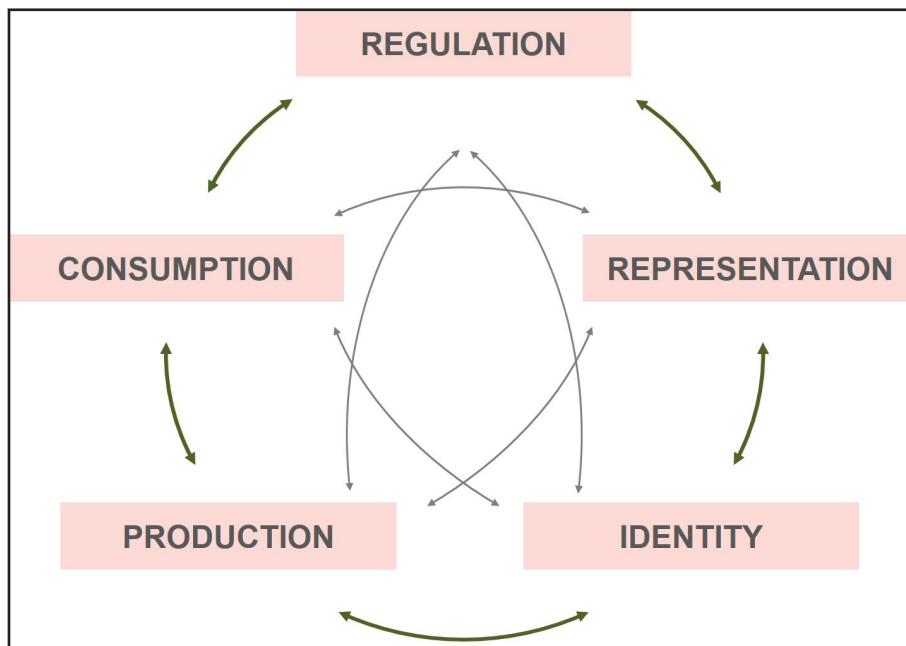 REGULATION
CONSUMPTION
REPRESENTATION
PRODUCTION
IDENTITY